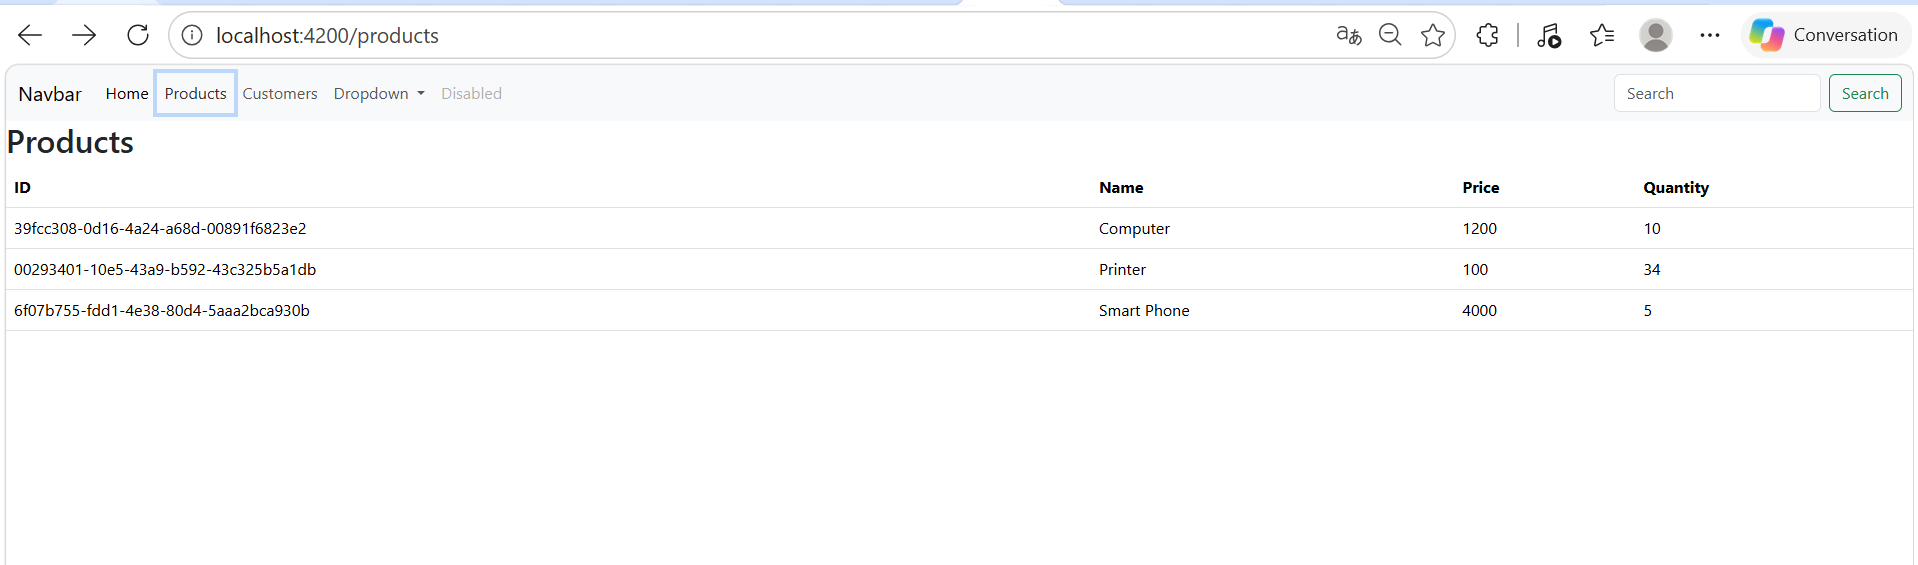 localhost:4200/products
Conversation
Navbar Home Products Customers Dropdown Disabled Search Search
Products
ID Name Price Quantity
39fcc308-0d16-4a24-a68d-00891f6823e2 Computer 1200 10
00293401-10e5-43a9-b592-43c325b5a1db Printer 100 34
6f07b755-fdd1-4e38-80d4-5aaa2bca930b Smart Phone 4000 5